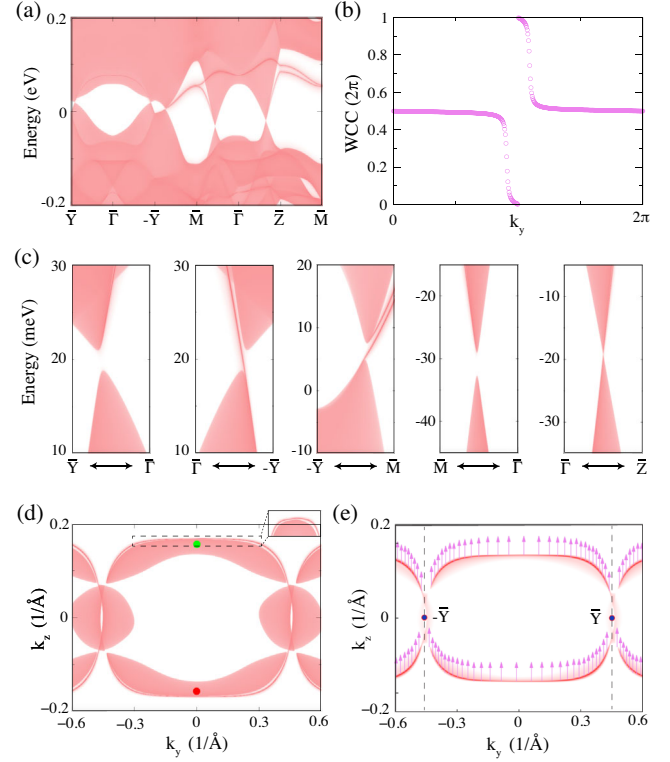 (a)
0.2
0
-0.2
Energy (eV)
Ȳ
Γ̄
-Ȳ
M̄
Γ̄
Z̄
M̄
(b)
1
0.8
0.6
0.4
0.2
0
WCC (2π)
0
k_y
2π
(c)
Energy (meV)
30
20
10
Ȳ
Γ̄
30
20
10
Γ̄
-Ȳ
30
20
10
0
-10
-Ȳ
M̄
-20
-30
-40
M̄
Γ̄
-10
-20
-30
Γ̄
Z̄
(d)
0.2
0
−0.2
k_z (1/Å)
−0.6
−0.3
0
0.3
0.6
k_y (1/Å)
(e)
0.2
0
−0.2
k_z (1/Å)
-Ȳ
Ȳ
−0.6
−0.3
0
0.3
0.6
k_y (1/Å)